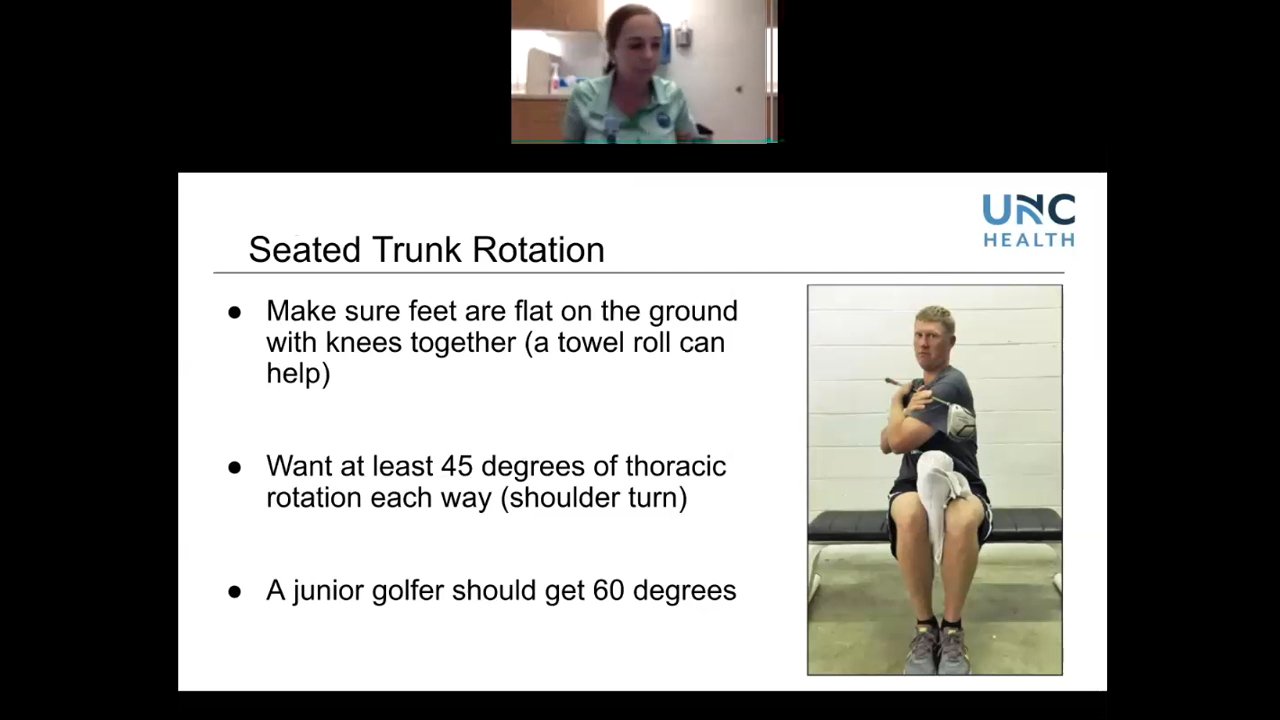 UNC
HEALTH
Seated Trunk Rotation
● Make sure feet are flat on the ground
with knees together (a towel roll can
help)
● Want at least 45 degrees of thoracic
rotation each way (shoulder turn)
● A junior golfer should get 60 degrees